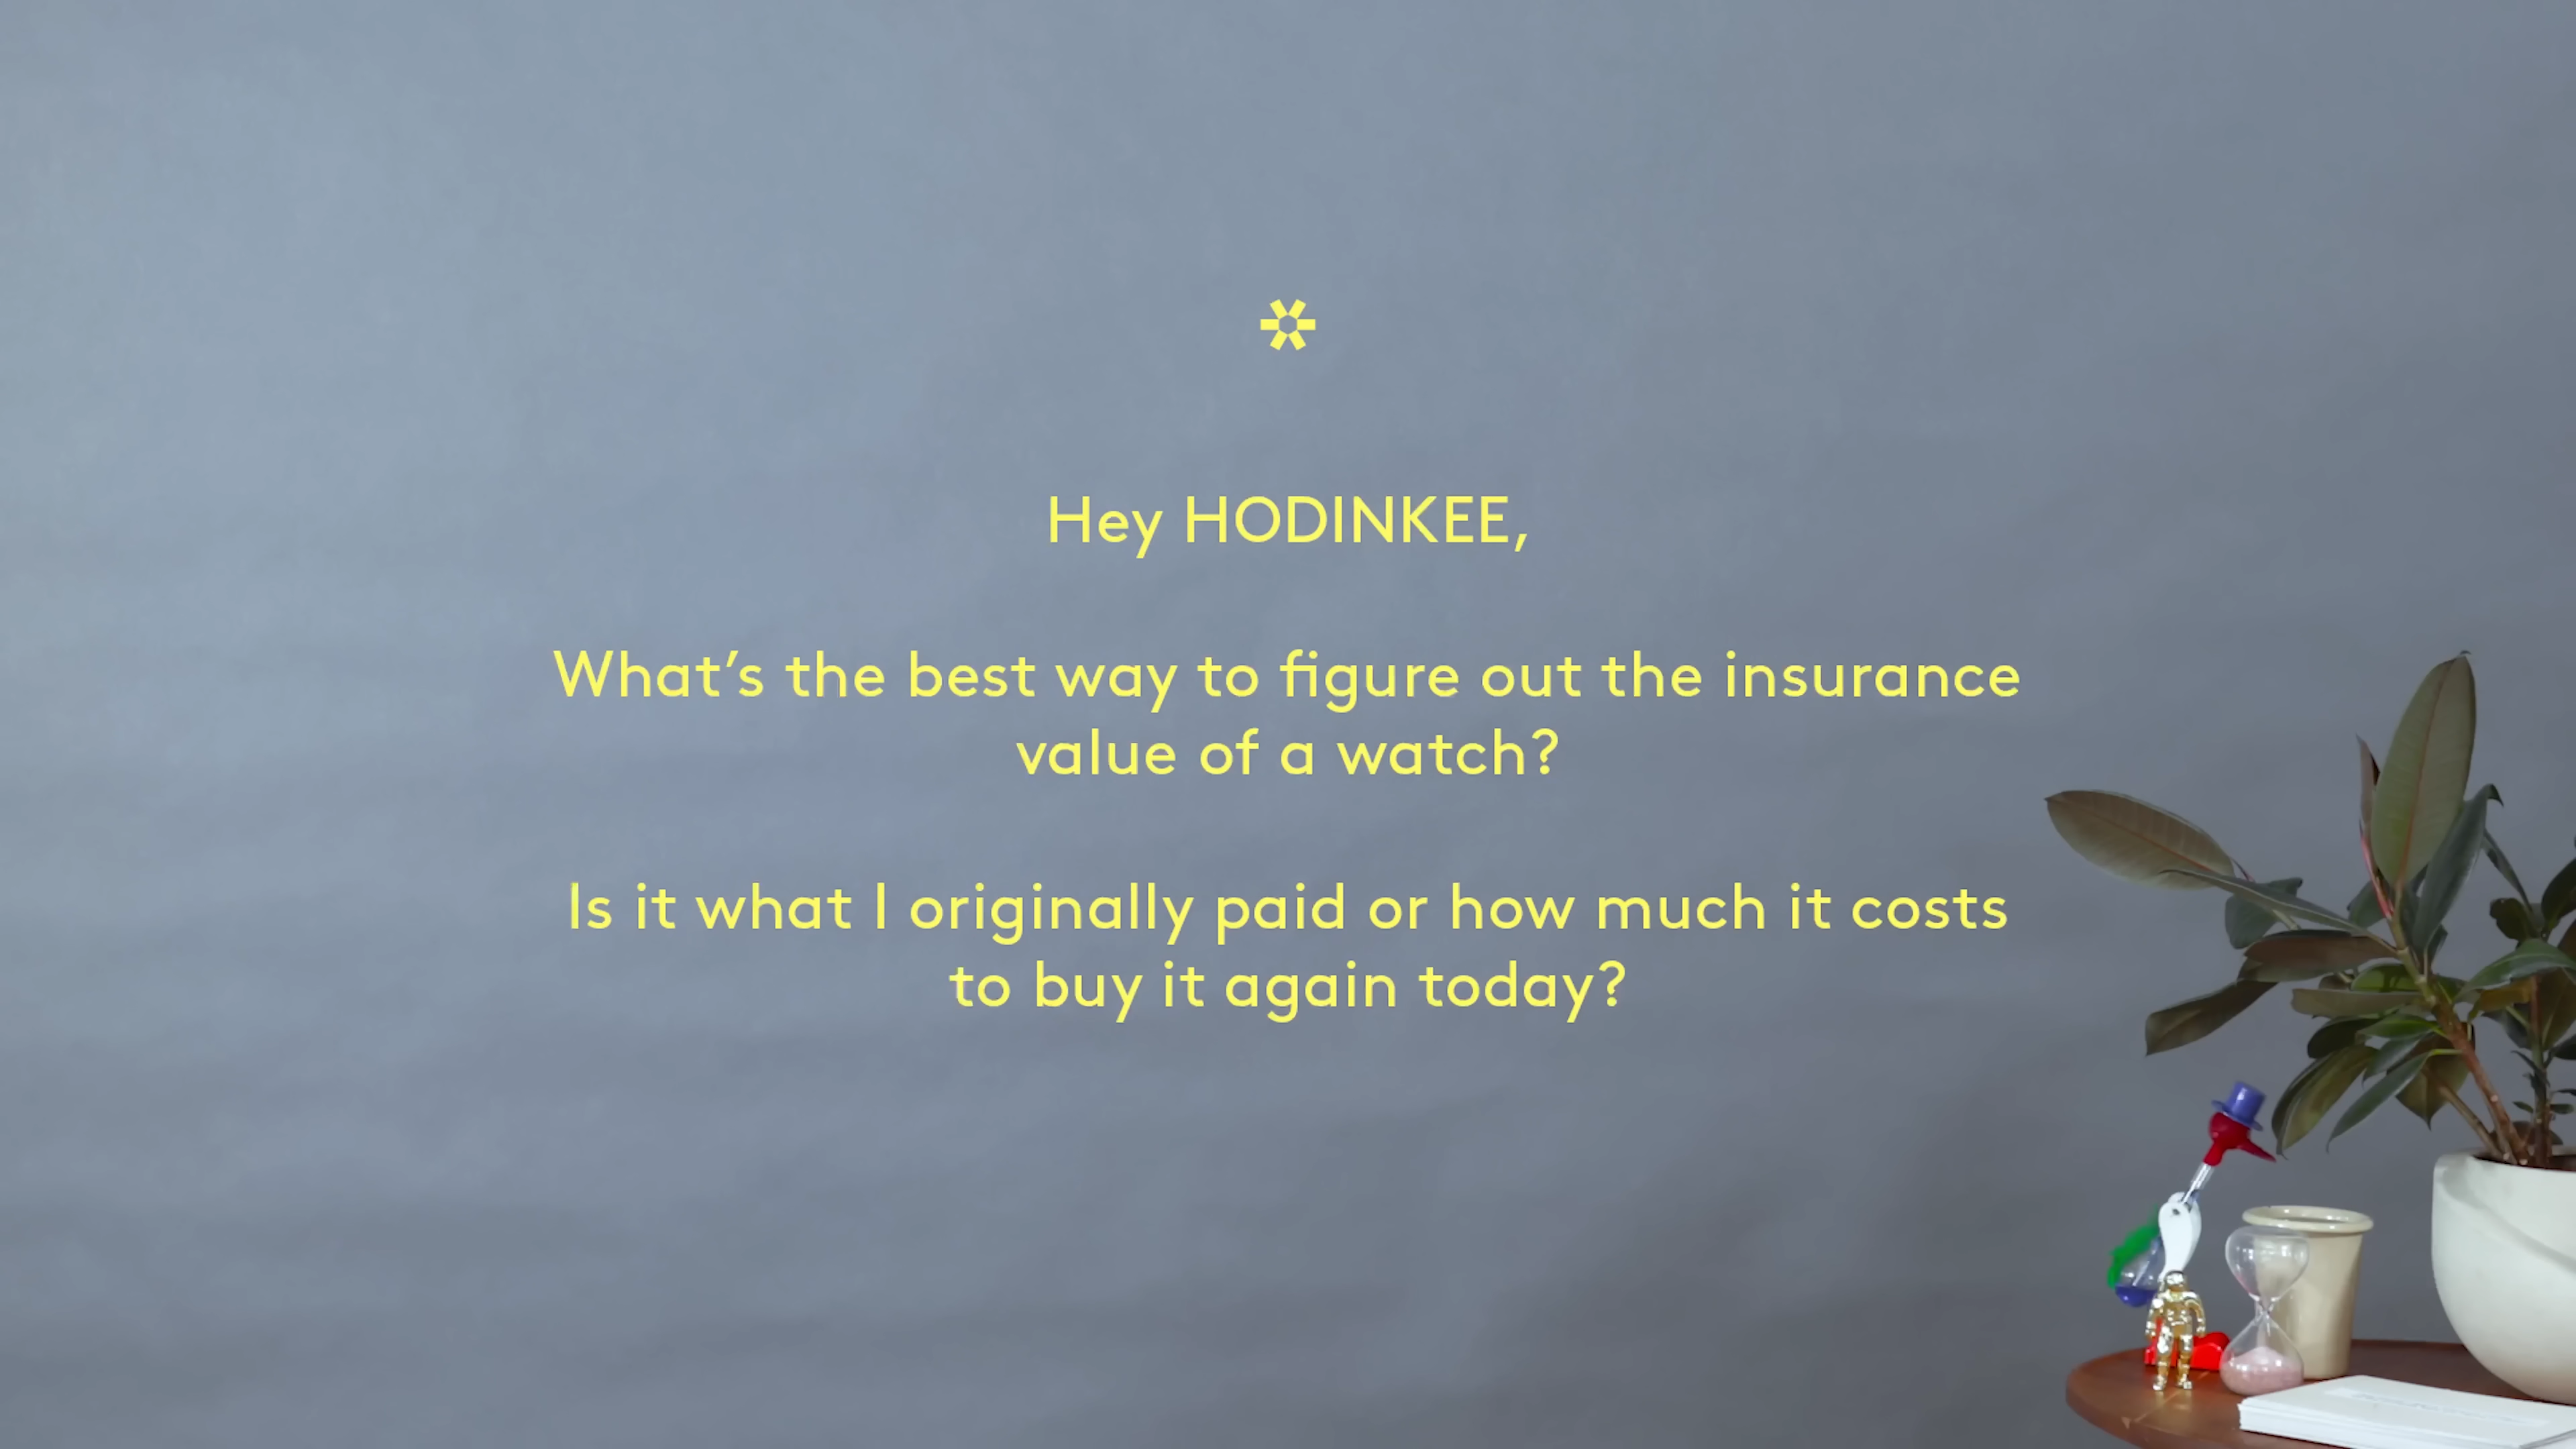 Hey HODINKEE,
What’s the best way to figure out the insurance
value of a watch?
Is it what I originally paid or how much it costs
to buy it again today?